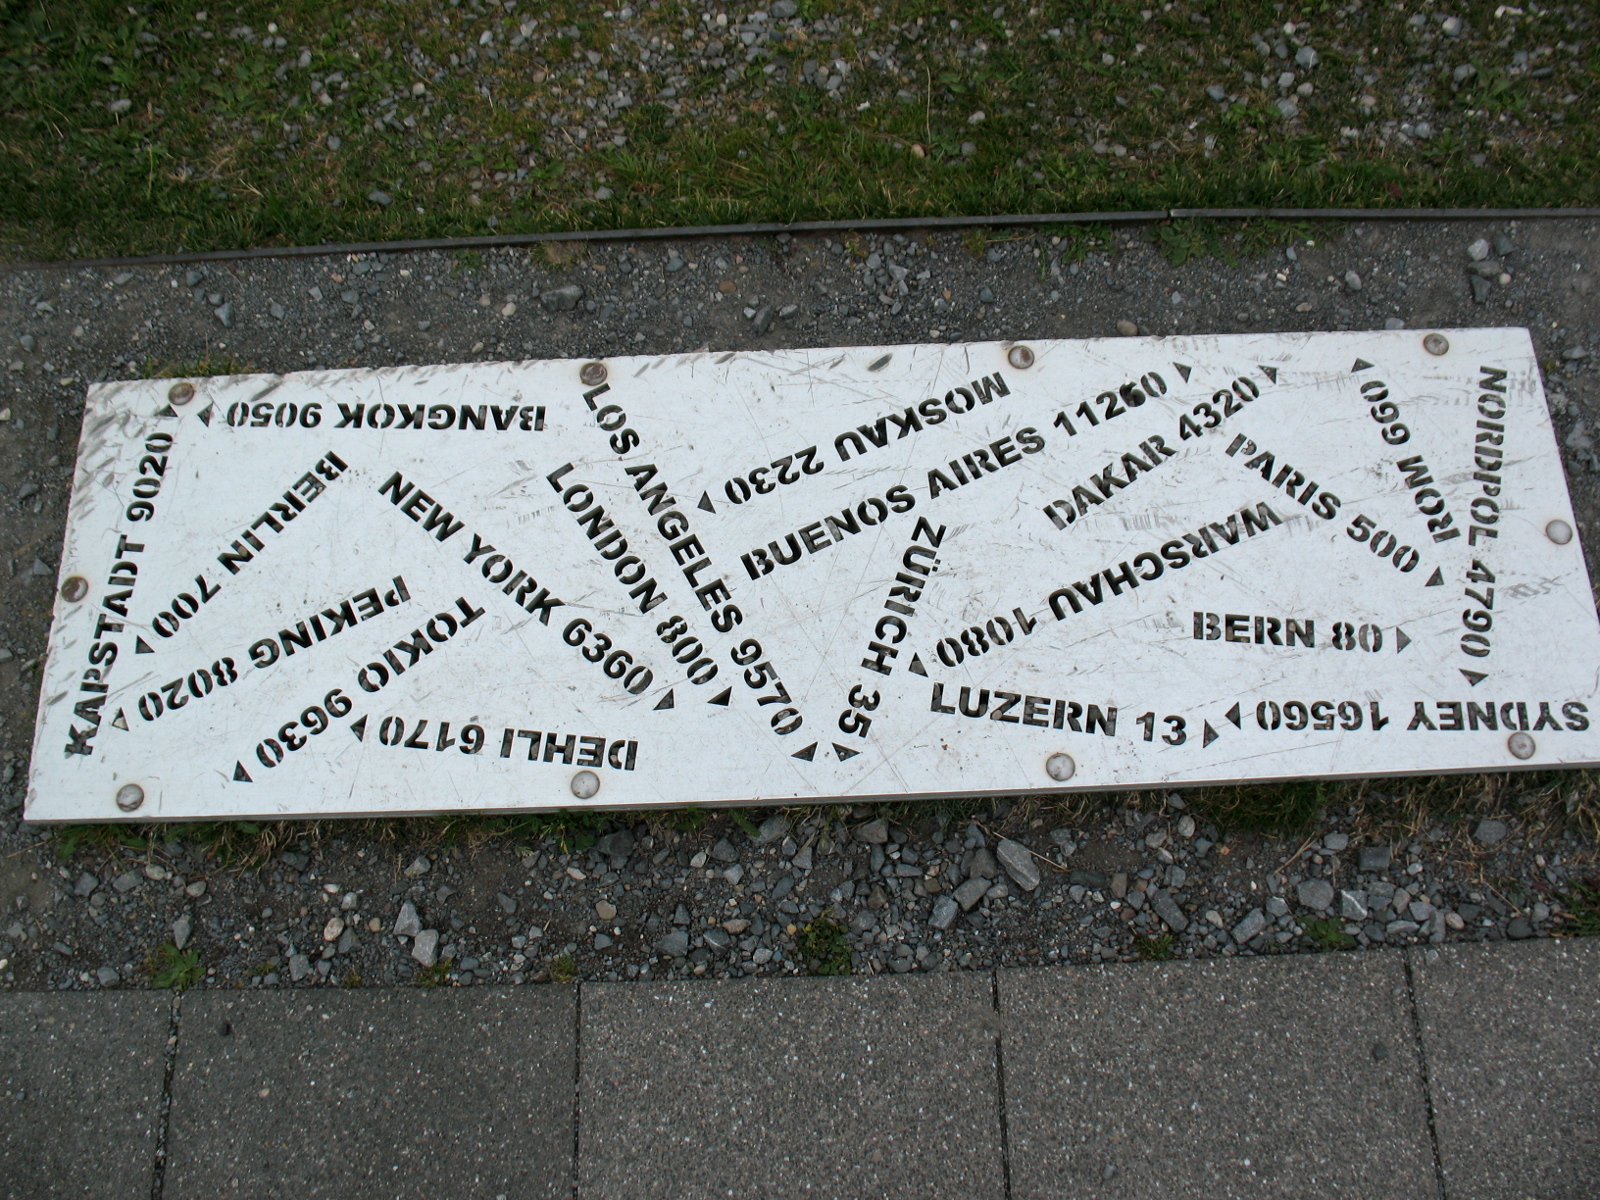 KAPSTADT 9020
BANGKOK 9050
BERLIN 700
PEKING 8020
TOKIO 9630
DEHLI 6170
NEW YORK 6360
LONDON 800
LOS ANGELES 9570
MOSKAU 2230
BUENOS AIRES 11260
ZÜRICH 35
DAKAR 4320
WARSCHAU 1080
LUZERN 13
PARIS 500
BERN 80
ROM 660
NORDPOL 4790
SYDNEY 16560